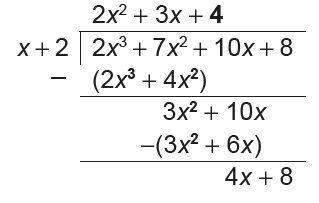 2x² + 3x + 4
x + 2 | 2x³ + 7x² + 10x + 8
− (2x³ + 4x²)
3x² + 10x
−(3x² + 6x)
4x + 8